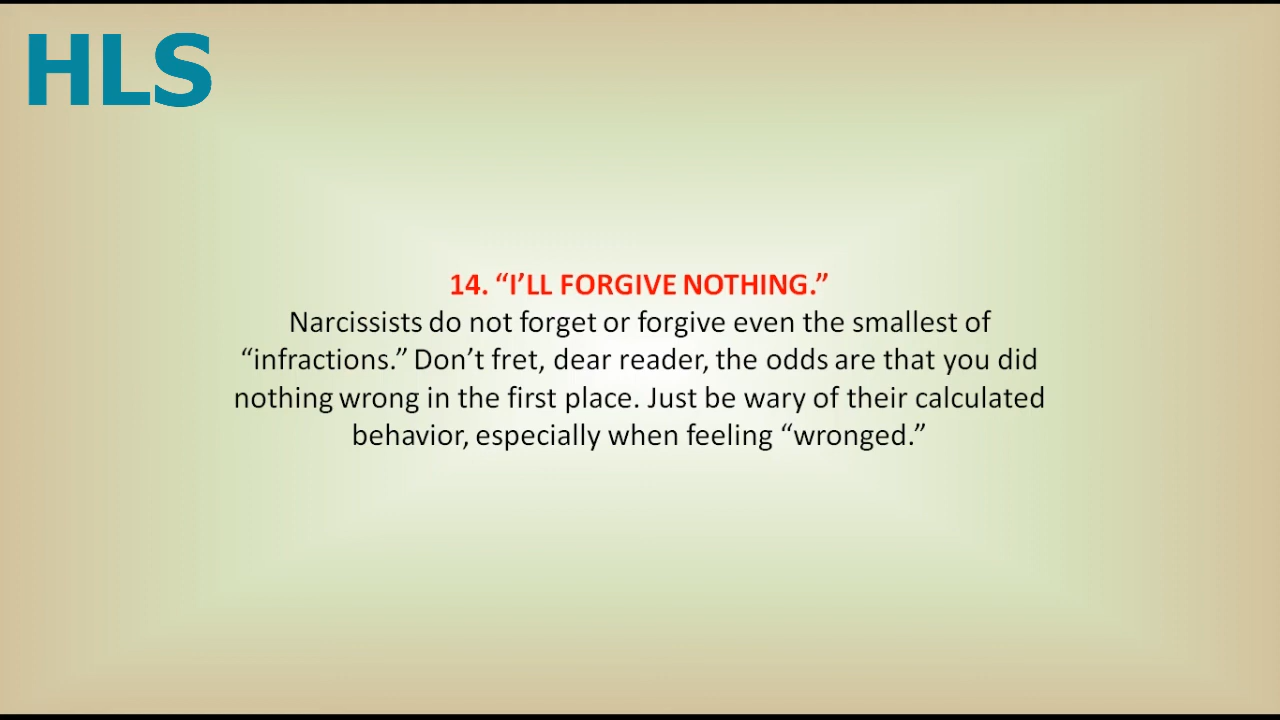 HLS
14. “I’LL FORGIVE NOTHING.”
Narcissists do not forget or forgive even the smallest of
“infractions.” Don’t fret, dear reader, the odds are that you did
nothing wrong in the first place. Just be wary of their calculated
behavior, especially when feeling “wronged.”